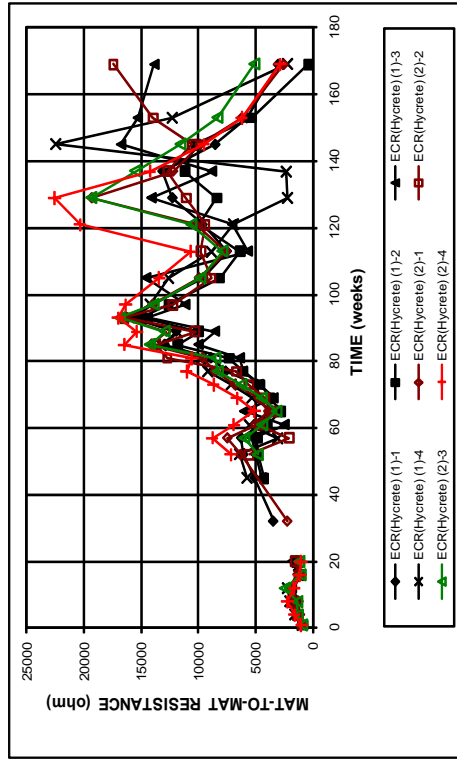 MAT-TO-MAT RESISTANCE (ohm)
25000
20000
15000
10000
5000
0
0
20
40
60
80
100
120
140
160
180
TIME (weeks)
ECR(Hycrete) (1)-1
ECR(Hycrete) (1)-2
ECR(Hycrete) (1)-3
ECR(Hycrete) (1)-4
ECR(Hycrete) (2)-1
ECR(Hycrete) (2)-2
ECR(Hycrete) (2)-3
ECR(Hycrete) (2)-4